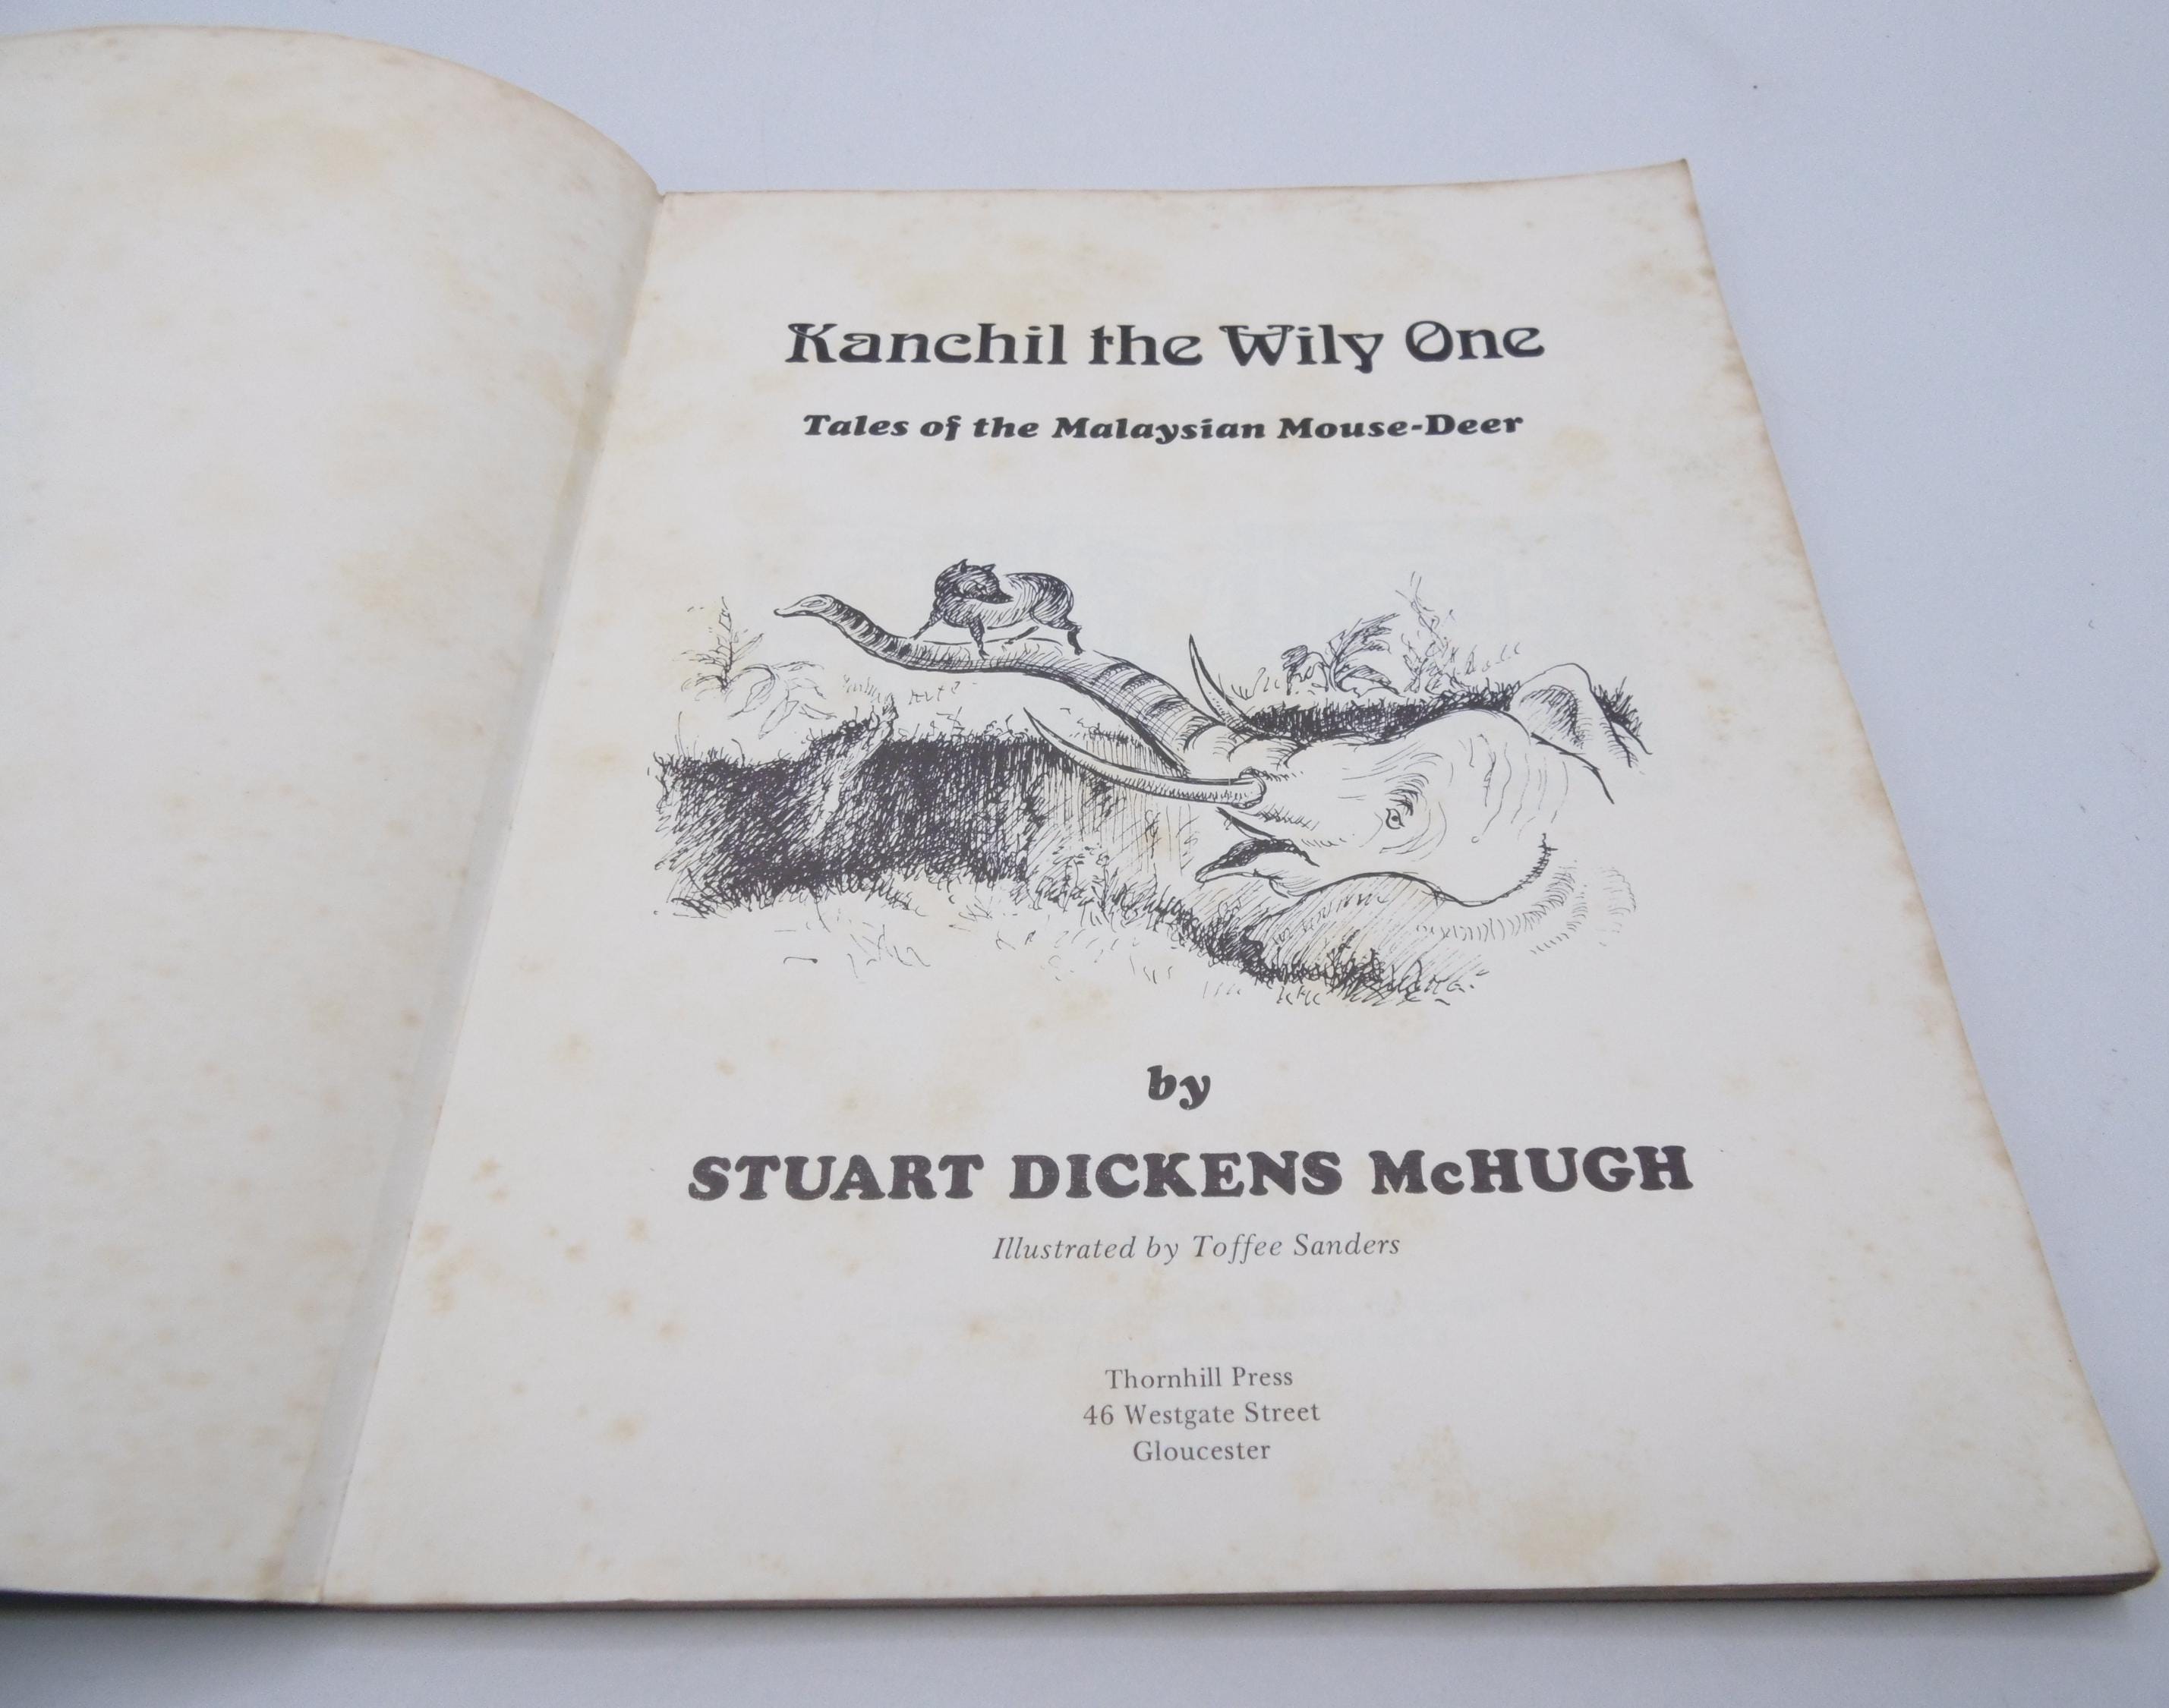 Kanchil the Wily One
Tales of the Malaysian Mouse-Deer
by
STUART DICKENS McHUGH
Illustrated by Toffee Sanders
Thornhill Press
46 Westgate Street
Gloucester